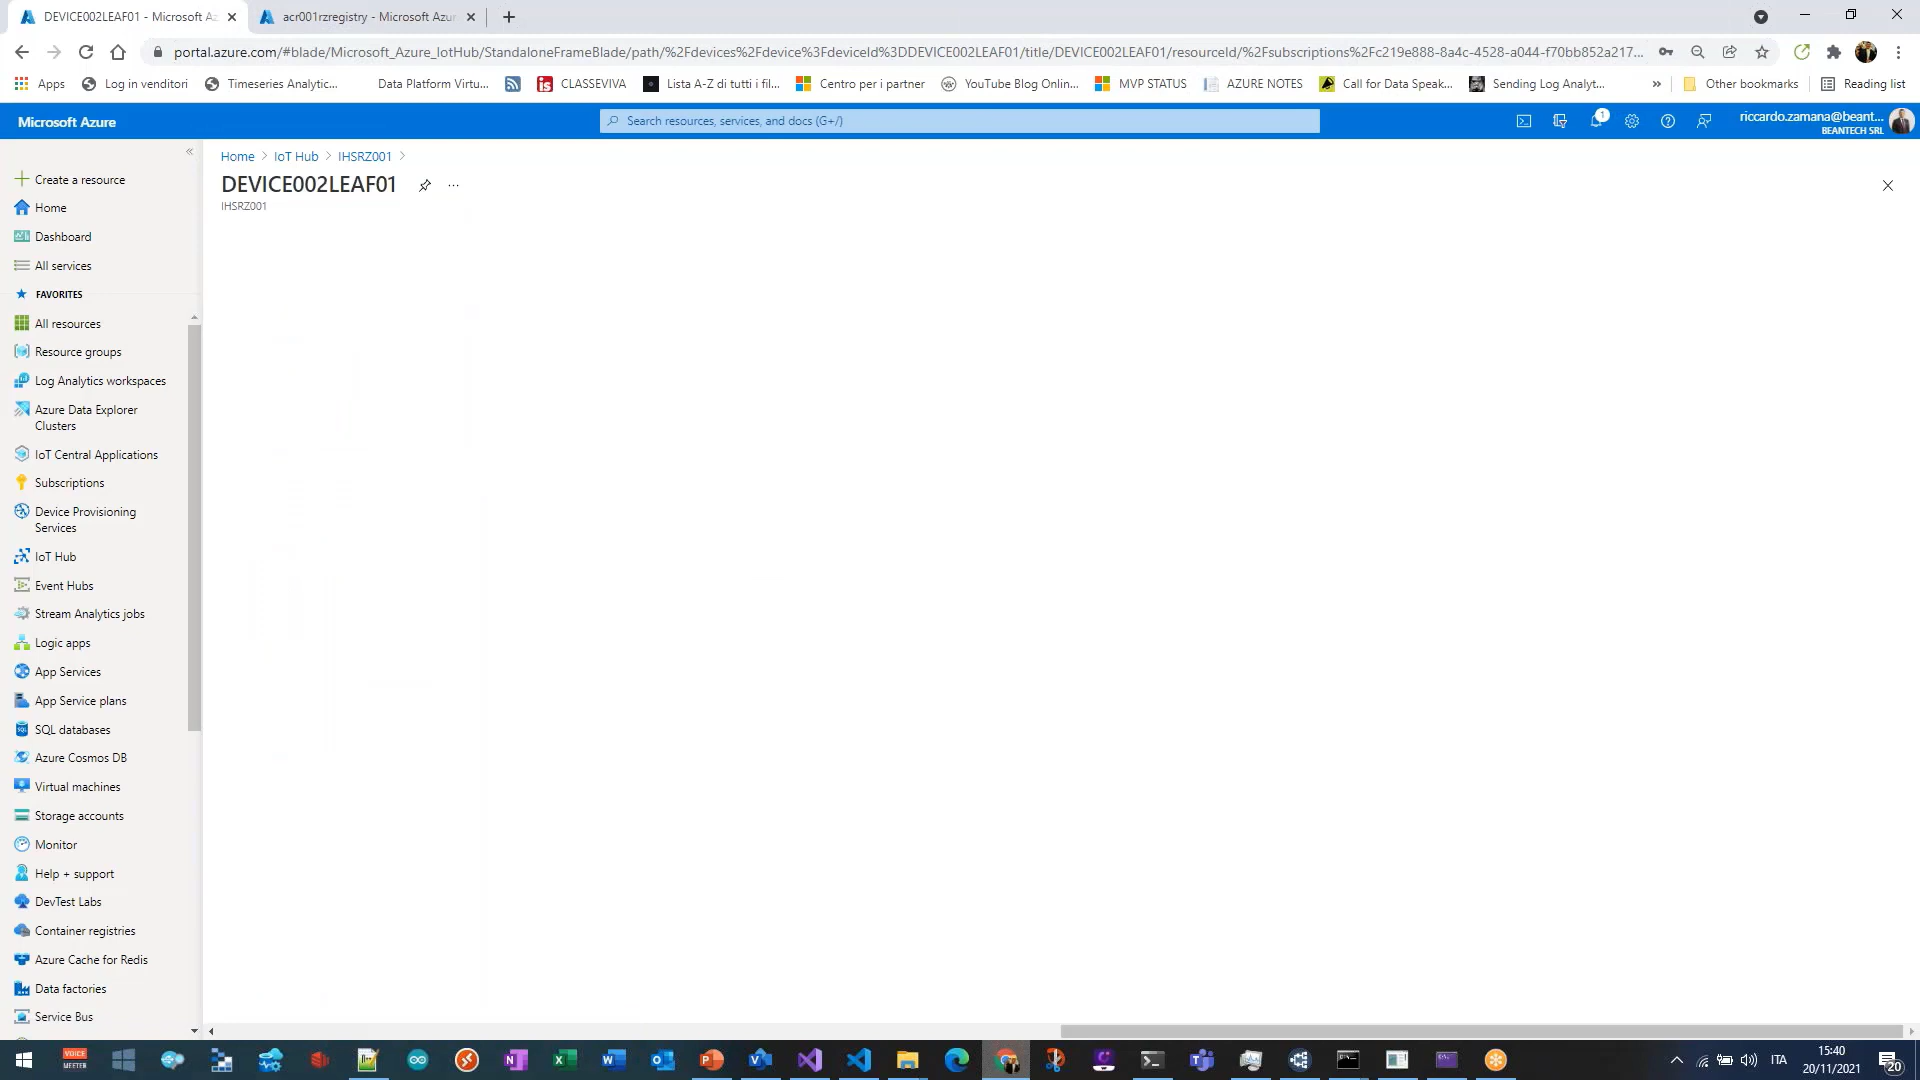 DEVICE002LEAF01 - Microsoft Az
acr001rzregistry - Microsoft Azur
portal.azure.com/#blade/Microsoft_Azure_IotHub/StandaloneFrameBlade/path/%2Fdevices%2Fdevice%3FdeviceId%3DDEVICE002LEAF01/title/DEVICE002LEAF01/resourceId/%2Fsubscriptions%2Fc219e888-8a4c-4528-a044-f70bb852a217...
Apps
Log in venditori
Timeseries Analytic...
Data Platform Virtu...
CLASSEVIVA
Lista A-Z di tutti i fil...
Centro per i partner
YouTube Blog Onlin...
MVP STATUS
AZURE NOTES
Call for Data Speak...
Sending Log Analyt...
»
Other bookmarks
Reading list
Microsoft Azure
Search resources, services, and docs (G+/)
1
riccardo.zamana@beant...
BEANTECH SRL
Home > IoT Hub > IHSRZ001 >
DEVICE002LEAF01 ...
IHSRZ001
«
Create a resource
Home
Dashboard
All services
FAVORITES
All resources
Resource groups
Log Analytics workspaces
Azure Data Explorer
Clusters
IoT Central Applications
Subscriptions
Device Provisioning
Services
IoT Hub
Event Hubs
Stream Analytics jobs
Logic apps
App Services
App Service plans
SQL databases
Azure Cosmos DB
Virtual machines
Storage accounts
Monitor
Help + support
DevTest Labs
Container registries
Azure Cache for Redis
Data factories
Service Bus
VOICE
MEETER
ITA
15:40
20/11/2021
20